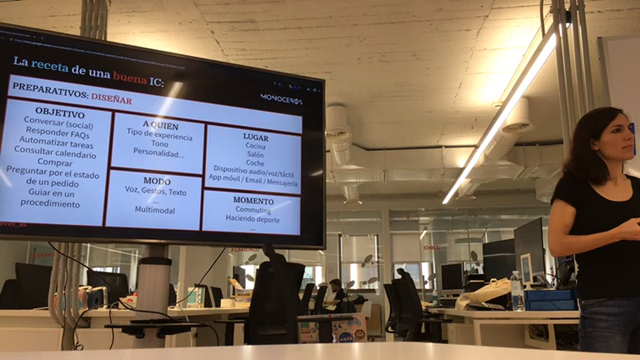 La receta de una buena IC:
MONOCEROS
PREPARATIVOS: DISEÑAR
OBJETIVO
Conversar (social)
Responder FAQs
Automatizar tareas
Consultar calendario
Comprar
Preguntar por el estado
de un pedido
Guiar en un
procedimiento
A QUIÉN
Tipo de experiencia
Tono
Personalidad...
MODO
Voz, Gestos, Texto
...
Multimodal
LUGAR
Cocina
Salón
Coche
Dispositivo audio/voz/táctil
App móvil / Email / Mensajería
MOMENTO
Commuting
Haciendo deporte
...